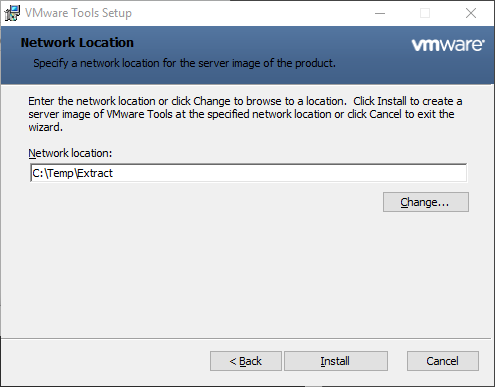 VMware Tools Setup
Network Location
vmware
Specify a network location for the server image of the product.
Enter the network location or click Change to browse to a location.  Click Install to create a
server image of VMware Tools at the specified network location or click Cancel to exit the
wizard.
Network location:
C:\Temp\Extract
Change...
< Back
Install
Cancel